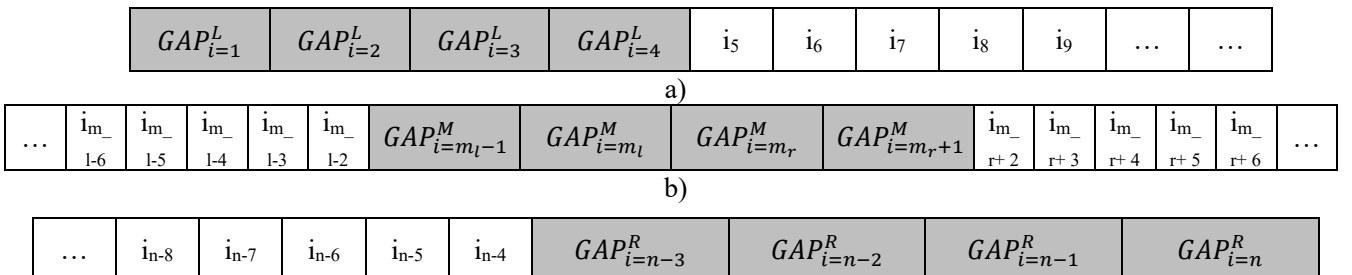 GAP^L_{i=1} GAP^L_{i=2} GAP^L_{i=3} GAP^L_{i=4} i₅ i₆ i₇ i₈ i₉ … …
a)
… i_{m_l-6} i_{m_l-5} i_{m_l-4} i_{m_l-3} i_{m_l-2} GAP^M_{i=m_l-1} GAP^M_{i=m_l} GAP^M_{i=m_r} GAP^M_{i=m_r+1} i_{m_r+ 2} i_{m_r+ 3} i_{m_r+ 4} i_{m_r+ 5} i_{m_r+ 6} …
b)
… i_{n-8} i_{n-7} i_{n-6} i_{n-5} i_{n-4} GAP^R_{i=n-3} GAP^R_{i=n-2} GAP^R_{i=n-1} GAP^R_{i=n}